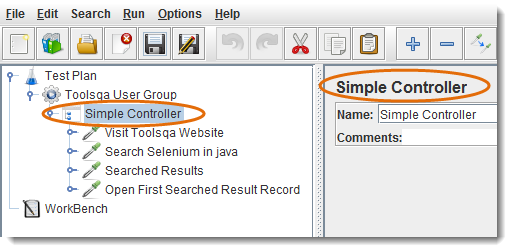 File Edit Search Run Options Help
Test Plan
Toolsqa User Group
Simple Controller
Visit Toolsqa Website
Search Selenium in java
Searched Results
Open First Searched Result Record
WorkBench
Simple Controller
Name: Simple Controller
Comments: